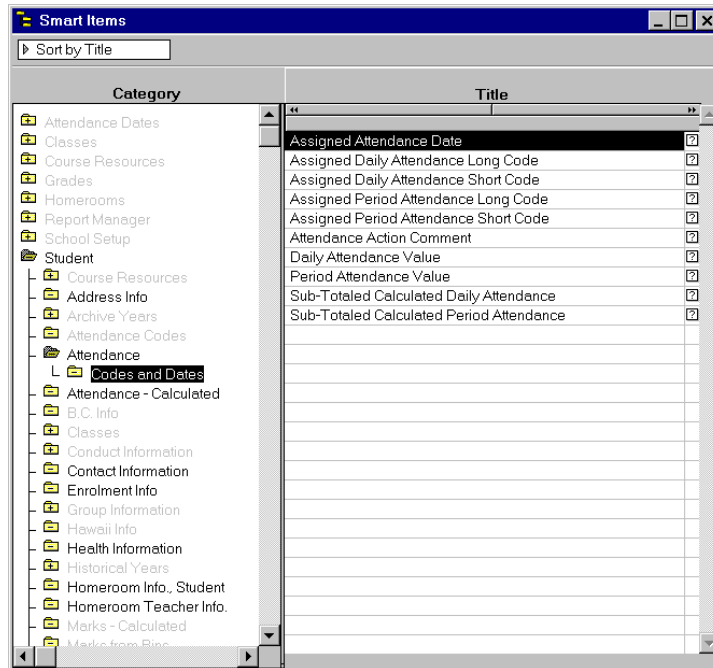 Smart Items
Sort by Title
Category
Attendance Dates
Classes
Course Resources
Grades
Homerooms
Report Manager
School Setup
Student
Course Resources
Address Info
Archive Years
Attendance Codes
Attendance
Codes and Dates
Attendance - Calculated
B.C. Info
Classes
Conduct Information
Contact Information
Enrolment Info
Group Information
Hawaii Info
Health Information
Historical Years
Homeroom Info., Student
Homeroom Teacher Info.
Marks - Calculated
Marks from Bins
Title
Assigned Attendance Date ?
Assigned Daily Attendance Long Code ?
Assigned Daily Attendance Short Code ?
Assigned Period Attendance Long Code ?
Assigned Period Attendance Short Code ?
Attendance Action Comment ?
Daily Attendance Value ?
Period Attendance Value ?
Sub-Totaled Calculated Daily Attendance ?
Sub-Totaled Calculated Period Attendance ?